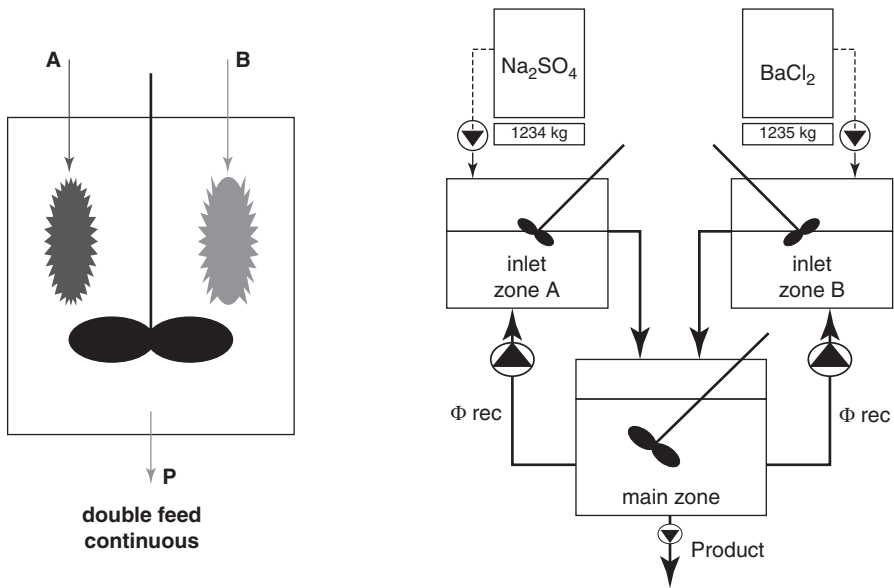 A
B
P
double feed
continuous
Na₂SO₄
BaCl₂
1234 kg
1235 kg
inlet
zone A
inlet
zone B
Φ rec
Φ rec
main zone
Product